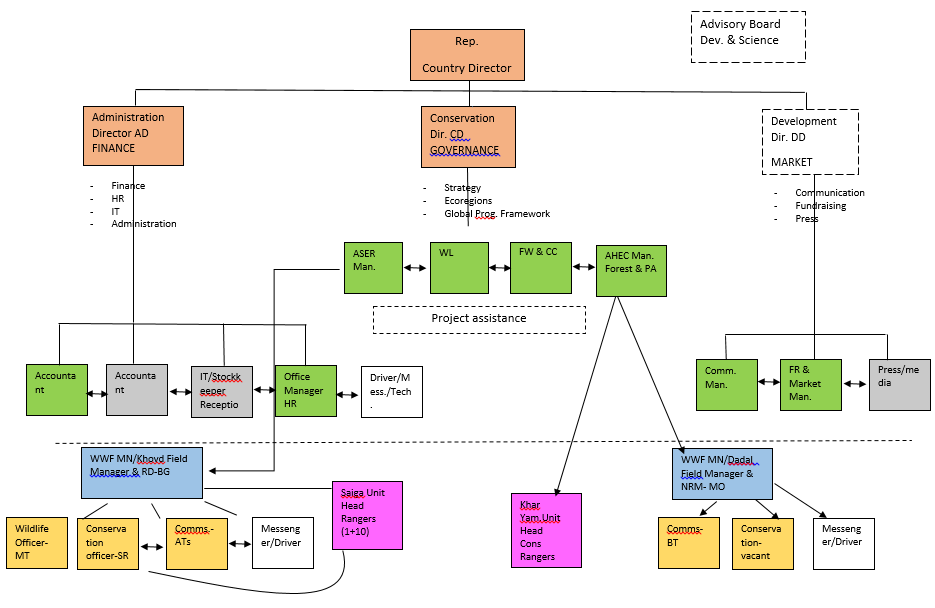 Advisory Board
Dev. & Science
Rep.
Country Director
Administration
Director AD
FINANCE
Conservation
Dir. CD
GOVERNANCE
Development
Dir. DD
MARKET
- Finance
- HR
- IT
- Administration
- Strategy
- Ecoregions
- Global Prog. Framework
- Communication
- Fundraising
- Press
ASER
Man.
WL
FW & CC
AHEC Man.
Forest & PA
Project assistance
Accounta
nt
Accounta
nt
IT/Stockk
eeper
Receptio
Office
Manager
HR
Driver/M
ess./Tech
.
Comm.
Man.
FR &
Market
Man.
Press/me
dia
WWF MN/Khovd Field
Manager & RD-BG
WWF MN/Dadal
Field Manager &
NRM- MO
Saiga Unit
Head
Rangers
(1+10)
Khar
Yam.Unit
Head
Cons
Rangers
Wildlife
Officer-
MT
Conserva
tion
officer-SR
Comms.-
ATs
Messeng
er/Driver
Comms-
BT
Conserva
tion-
vacant
Messeng
er/Driver